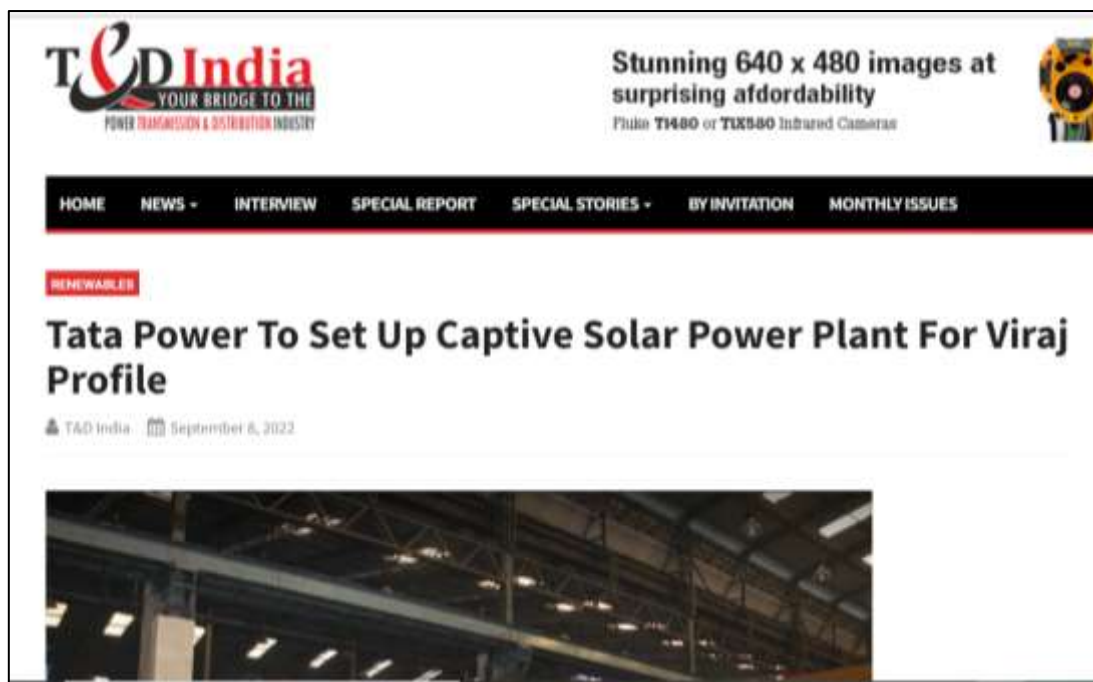 T&D India
YOUR BRIDGE TO THE
POWER TRANSMISSION & DISTRIBUTION INDUSTRY
Stunning 640 x 480 images at
surprising afdordability
Fluke Ti480 or TiX580 Infrared Cameras
HOME NEWS INTERVIEW SPECIAL REPORT SPECIAL STORIES BY INVITATION MONTHLY ISSUES
RENEWABLES
Tata Power To Set Up Captive Solar Power Plant For Viraj
Profile
T&D India September 8, 2022